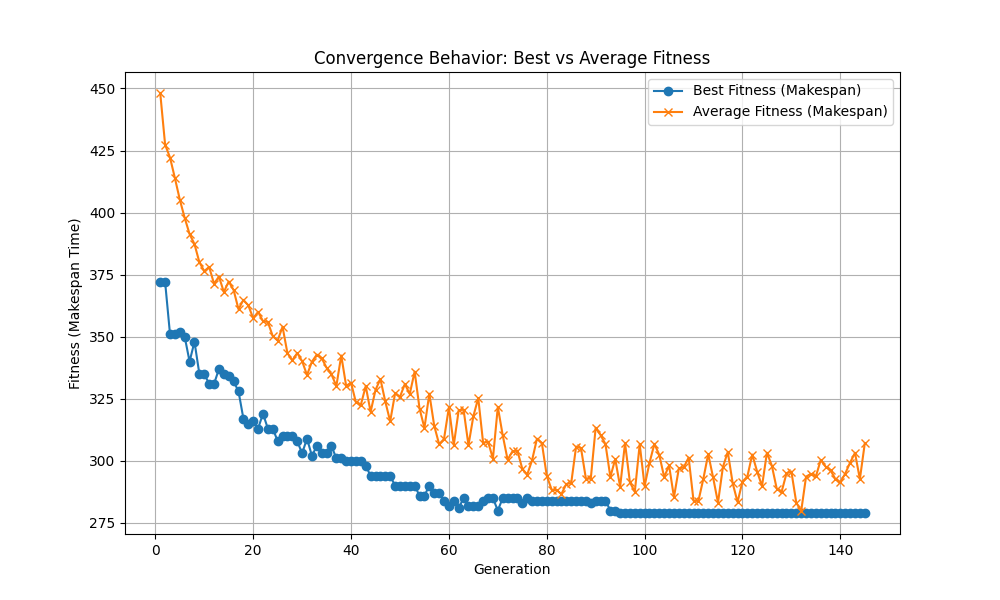 Convergence Behavior: Best vs Average Fitness
Best Fitness (Makespan)
Average Fitness (Makespan)
Fitness (Makespan Time)
450
425
400
375
350
325
300
275
0 20 40 60 80 100 120 140
Generation